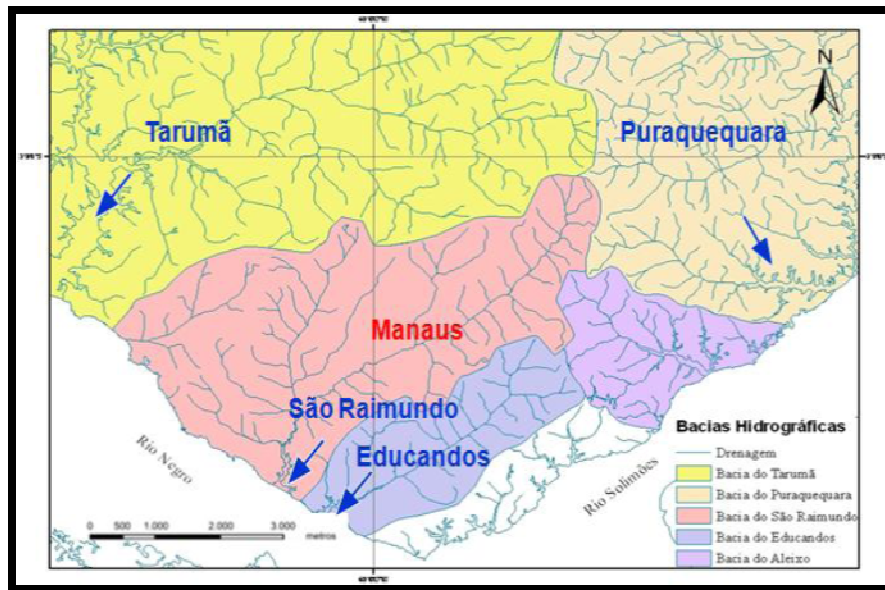 N
Tarumã
Puraquequara
Manaus
São Raimundo
Educandos
Rio Negro
Rio Solimões
0 500 1.000 2.000 3.000
metros
Bacias Hidrográficas
Drenagem
Bacia do Tarumã
Bacia do Puraquequara
Bacia do São Raimundo
Bacia do Educandos
Bacia do Aleixo